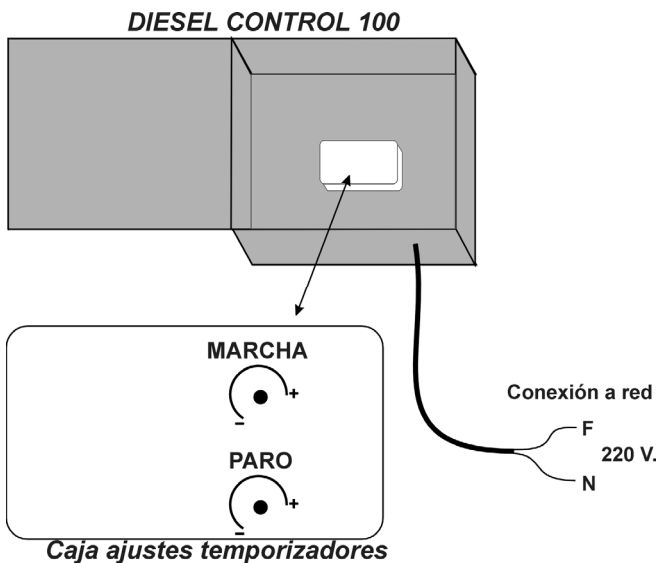 DIESEL CONTROL 100
MARCHA
+
-
Conexión a red
F
220 V.
N
PARO
+
-
Caja ajustes temporizadores